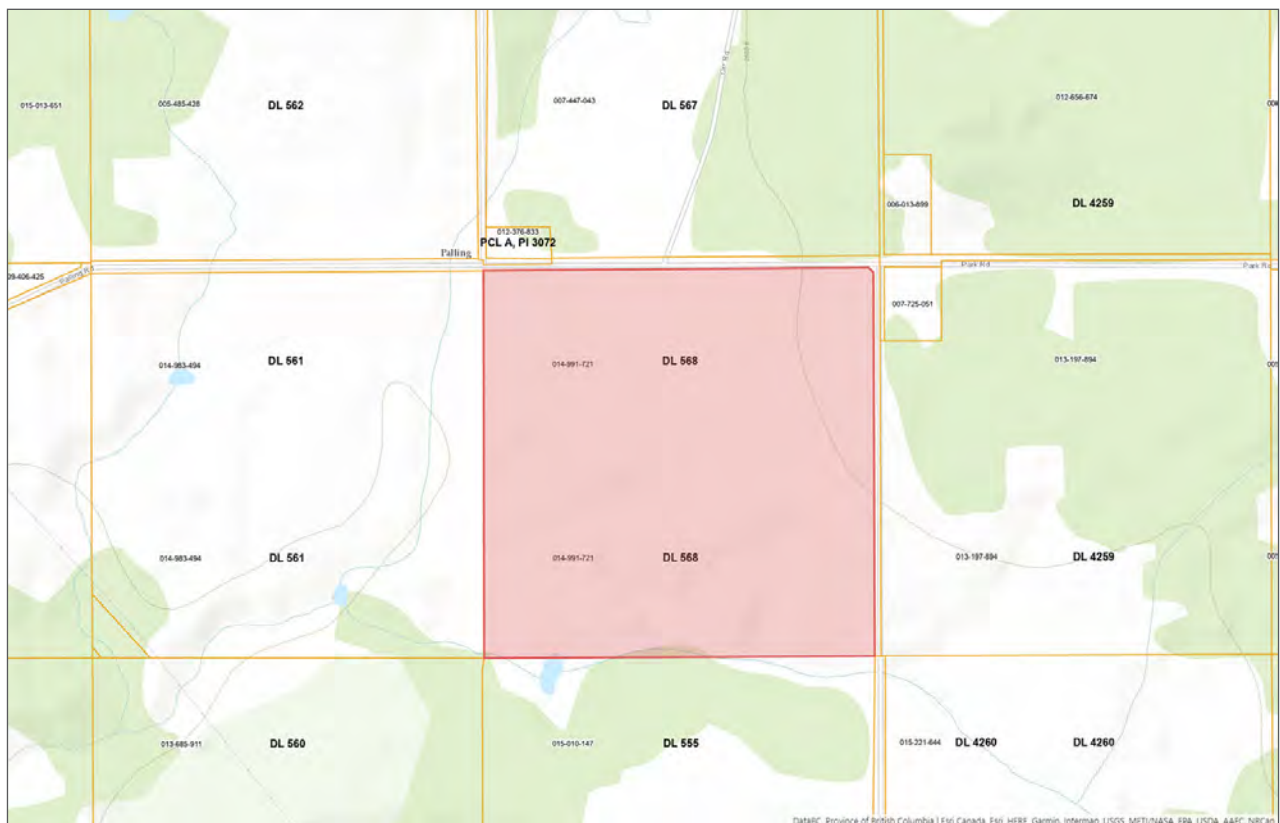 015-013-651
005-485-428
DL 562
007-447-043
DL 567
012-656-674
006-013-899
DL 4259
012-376-833
PCL A, PI 3072
Palling
Palling Rd
Park Rd
Park Rd
007-725-051
014-983-494
DL 561
014-991-721
DL 568
013-197-894
014-983-494
DL 561
014-991-721
DL 568
013-197-894
DL 4259
013-685-911
DL 560
015-010-147
DL 555
015-221-644
DL 4260
DL 4260
DataBC, Province of British Columbia | Esri Canada, Esri, HERE, Garmin, Intermap, USGS, METI/NASA, EPA, USDA, AAFC, NRCan